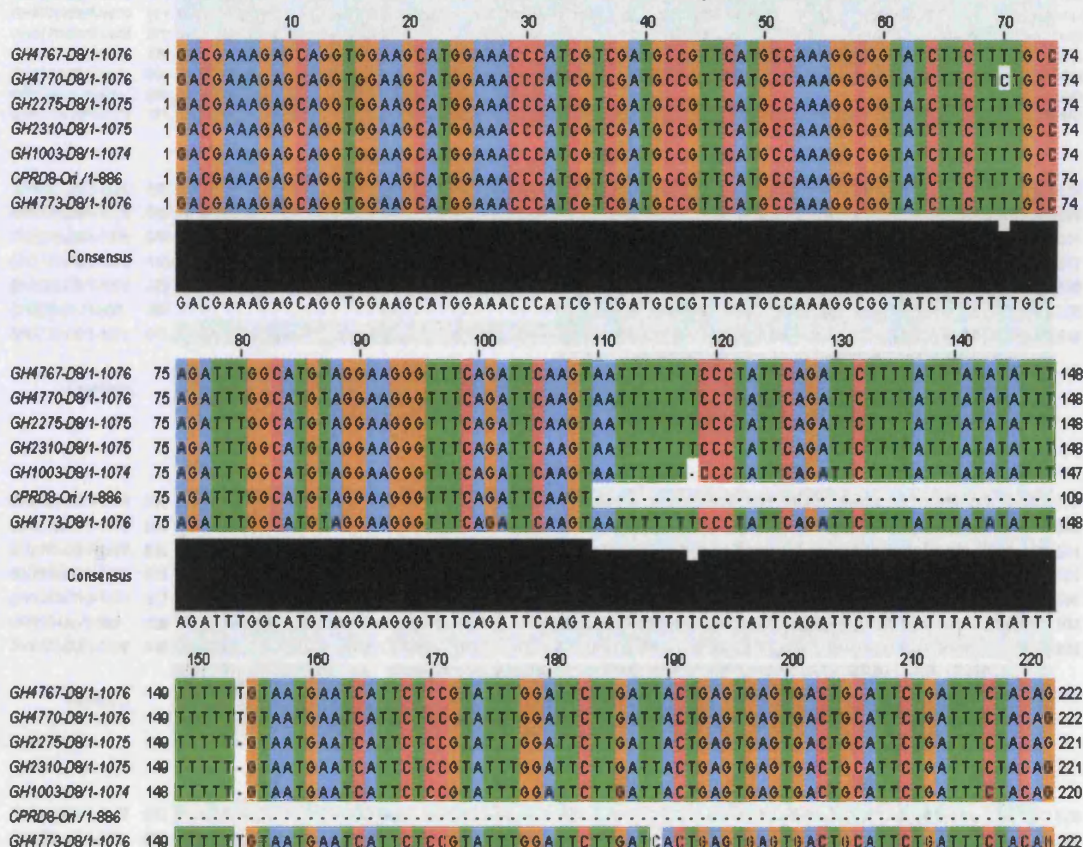 10 20 30 40 50 60 70
GH4767-D8/1-1076 1 GACGAAAGAGCAGGTGGAAGCATGGAAACCCATCGTCGATGCCGTTCATGCCAAAGGCGGTATCTTCTTTTGCC 74
GH4770-D8/1-1076 1 GACGAAAGAGCAGGTGGAAGCATGGAAACCCATCGTCGATGCCGTTCATGCCAAAGGCGGTATCTTCTTCTGCC 74
GH2275-D8/1-1075 1 GACGAAAGAGCAGGTGGAAGCATGGAAACCCATCGTCGATGCCGTTCATGCCAAAGGCGGTATCTTCTTTTGCC 74
GH2310-D8/1-1075 1 GACGAAAGAGCAGGTGGAAGCATGGAAACCCATCGTCGATGCCGTTCATGCCAAAGGCGGTATCTTCTTTTGCC 74
GH1003-D8/1-1074 1 GACGAAAGAGCAGGTGGAAGCATGGAAACCCATCGTCGATGCCGTTCATGCCAAAGGCGGTATCTTCTTTTGCC 74
CPRD8-Ori./1-886 1 GACGAAAGAGCAGGTGGAAGCATGGAAACCCATCGTCGATGCCGTTCATGCCAAAGGCGGTATCTTCTTTTGCC 74
GH4773-D8/1-1076 1 GACGAAAGAGCAGGTGGAAGCATGGAAACCCATCGTCGATGCCGTTCATGCCAAAGGCGGTATCTTCTTTTGCC 74
Consensus
GACGAAAGAGCAGGTGGAAGCATGGAAACCCATCGTCGATGCCGTTCATGCCAAAGGCGGTATCTTCTTTTGCC
80 90 100 110 120 130 140
GH4767-D8/1-1076 75 AGATTTGGCATGTAGGAAGGGTTTCAGATTCAAGTAATTTTTTTCCCTATTCAGATTCTTTTATTTATATATTT 148
GH4770-D8/1-1076 75 AGATTTGGCATGTAGGAAGGGTTTCAGATTCAAGTAATTTTTTTCCCTATTCAGATTCTTTTATTTATATATTT 148
GH2275-D8/1-1075 75 AGATTTGGCATGTAGGAAGGGTTTCAGATTCAAGTAATTTTTTTCCCTATTCAGATTCTTTTATTTATATATTT 148
GH2310-D8/1-1075 75 AGATTTGGCATGTAGGAAGGGTTTCAGATTCAAGTAATTTTTTTCCCTATTCAGATTCTTTTATTTATATATTT 148
GH1003-D8/1-1074 75 AGATTTGGCATGTAGGAAGGGTTTCAGATTCAAGTAATTTTTT-CCCTATTCAGATTCTTTTATTTATATATTT 147
CPRD8-Ori./1-886 75 AGATTTGGCATGTAGGAAGGGTTTCAGATTCAAGT 109
GH4773-D8/1-1076 75 AGATTTGGCATGTAGGAAGGGTTTCAGATTCAAGTAATTTTTTTCCCTATTCAGATTCTTTTATTTATATATTT 148
Consensus
AGATTTGGCATGTAGGAAGGGTTTCAGATTCAAGTAATTTTTTTCCCTATTCAGATTCTTTTATTTATATATTT
150 160 170 180 190 200 210 220
GH4767-D8/1-1076 149 TTTTTTGTAATGAATCATTCTCCGTATTTGGATTCTTGATTACTGAGTGAGTGACTGCATTCTGATTTCTACAG 222
GH4770-D8/1-1076 149 TTTTTTGTAATGAATCATTCTCCGTATTTGGATTCTTGATTACTGAGTGAGTGACTGCATTCTGATTTCTACAG 222
GH2275-D8/1-1075 149 TTTTT-GTAATGAATCATTCTCCGTATTTGGATTCTTGATTACTGAGTGAGTGACTGCATTCTGATTTCTACAG 221
GH2310-D8/1-1075 149 TTTTT-GTAATGAATCATTCTCCGTATTTGGATTCTTGATTACTGAGTGAGTGACTGCATTCTGATTTCTACAG 221
GH1003-D8/1-1074 148 TTTTT-GTAATGAATCATTCTCCGTATTTGGATTCTTGATTACTGAGTGAGTGACTGCATTCTGATTTCTACAG 220
CPRD8-Ori./1-886
GH4773-D8/1-1076 149 TTTTTTGTAATGAATCATTCTCCGTATTTGGATTCTTGATCACTGAGTGAGTGACTGCATTCTGATTTCTACAG 222